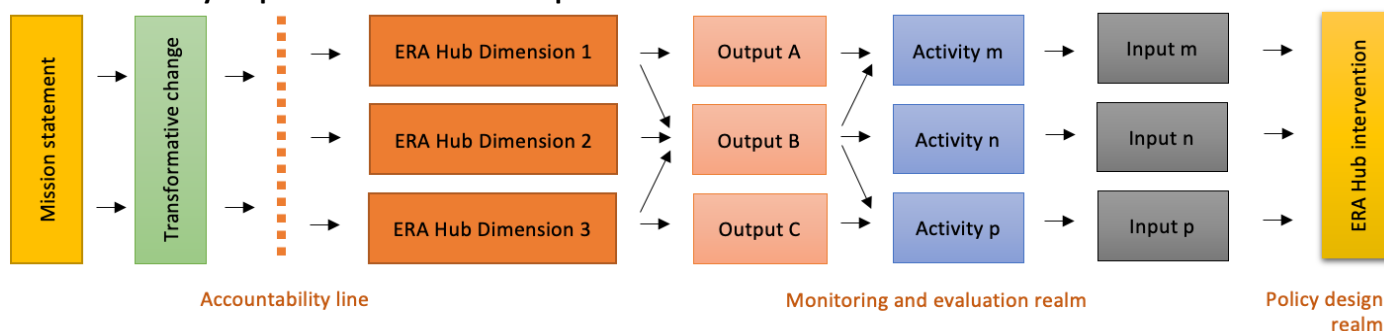 Mission statement
Transformative change
ERA Hub Dimension 1
Output A
Activity m
Input m
ERA Hub Dimension 2
Output B
Activity n
Input n
ERA Hub Dimension 3
Output C
Activity p
Input p
ERA Hub intervention
Accountability line
Monitoring and evaluation realm
Policy design
realm